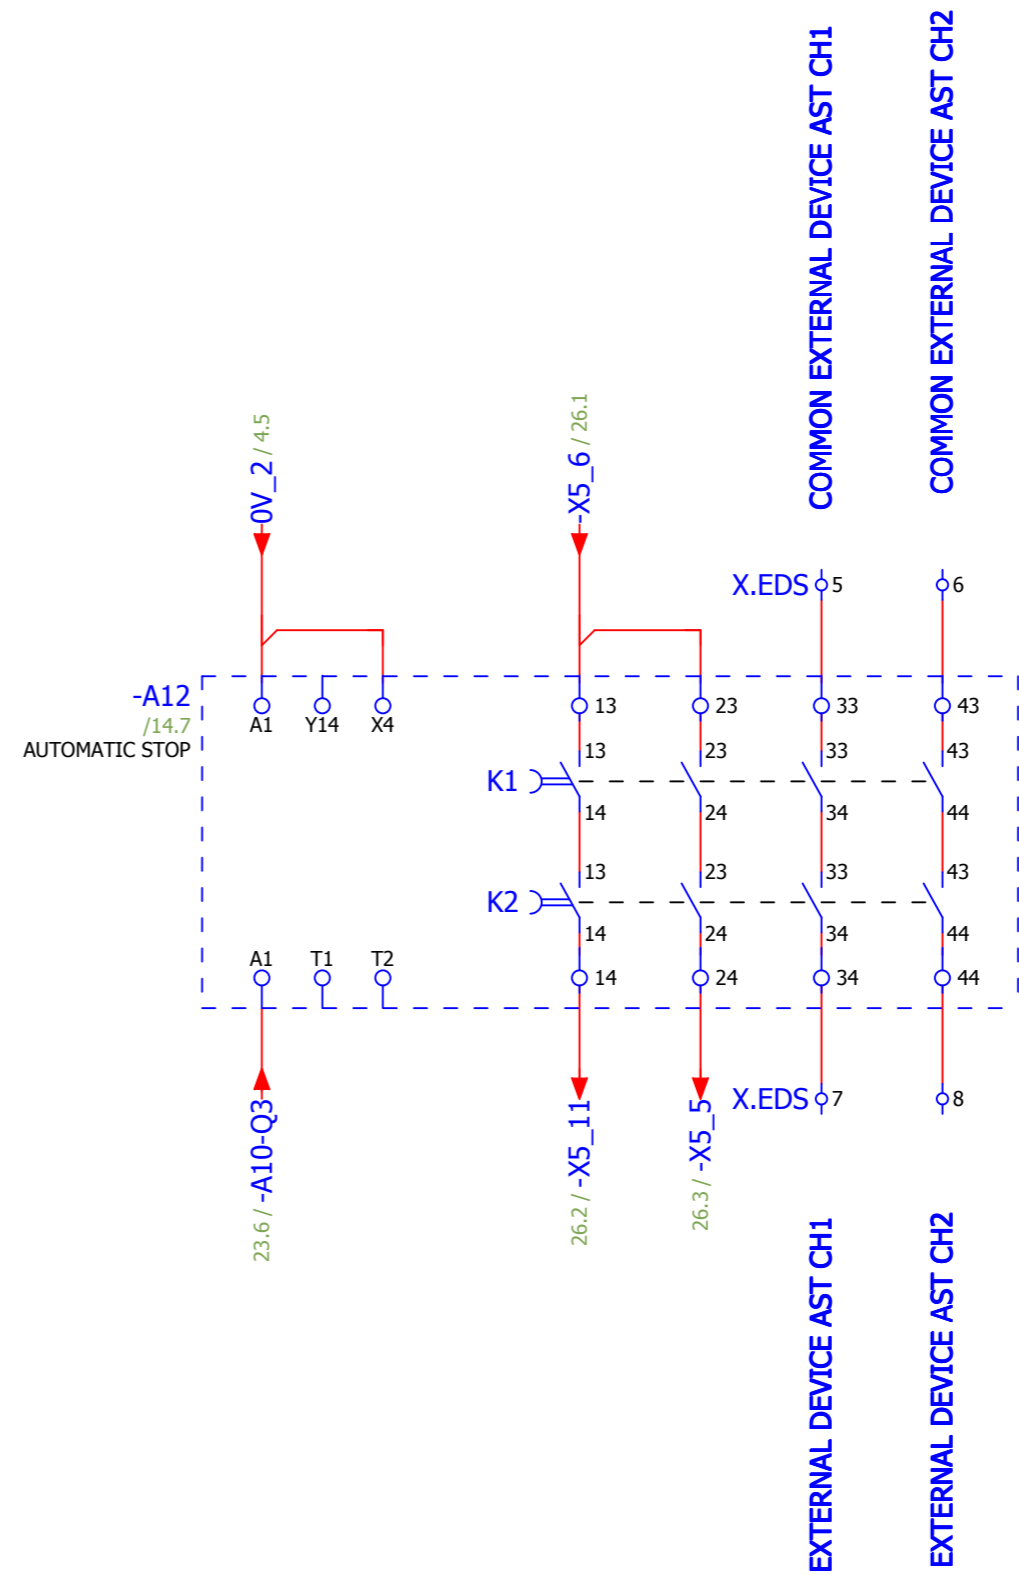 COMMON EXTERNAL DEVICE AST CH1
COMMON EXTERNAL DEVICE AST CH2
0V_2 / 4.5
-X5_6 / 26.1
X.EDS 5
6
-A12
/14.7
AUTOMATIC STOP
A1 Y14 X4
13 23 33 43
13 23 33 43
K1
14 24 34 44
13 23 33 43
K2
14 24 34 44
A1 T1 T2
14 24 34 44
23.6 / -A10-Q3
26.2 / -X5_11
26.3 / -X5_5
X.EDS 7
8
EXTERNAL DEVICE AST CH1
EXTERNAL DEVICE AST CH2